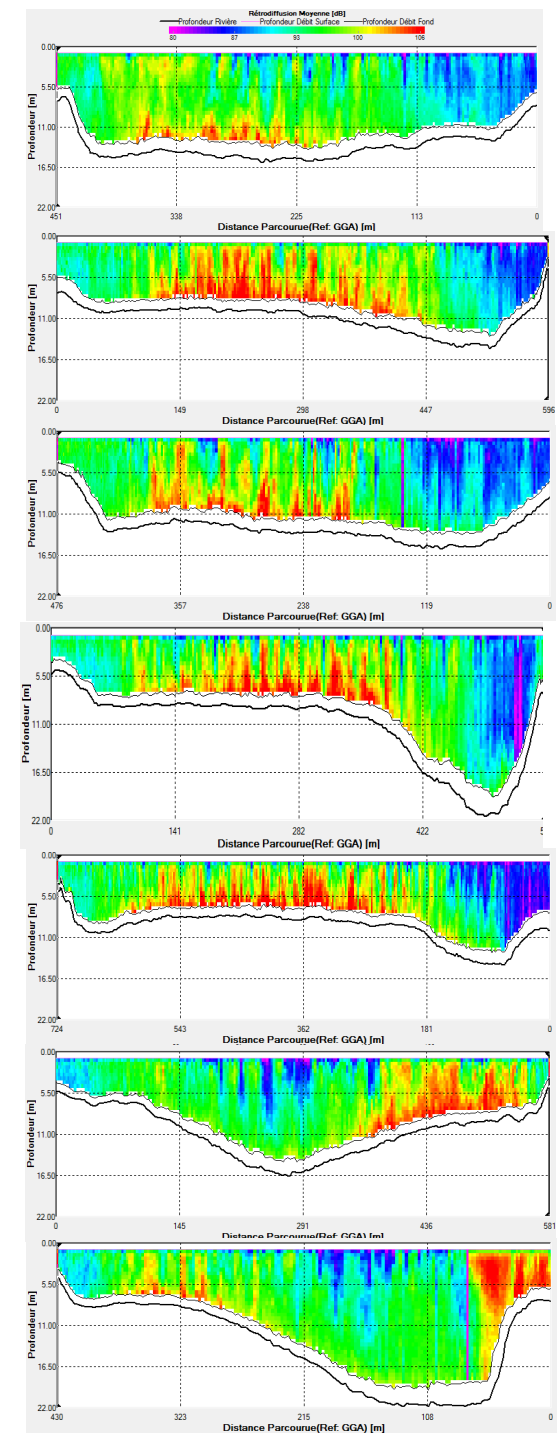 Rétrodiffusion Moyenne [dB]
Profondeur Rivière Profondeur Débit Surface Profondeur Débit Fond
80 87 93 100 106
Profondeur [m]
0.00
5.50
11.00
16.50
22.00
451 338 225 113 0
Distance Parcourue(Ref: GGA) [m]
Profondeur [m]
0.00
5.50
11.00
16.50
22.00
0 149 298 447 596
Distance Parcourue(Ref: GGA) [m]
Profondeur [m]
0.00
5.50
11.00
16.50
22.00
476 357 238 119 0
Distance Parcourue(Ref: GGA) [m]
Profondeur [m]
0.00
5.50
11.00
16.50
22.00
0 141 282 422
Distance Parcourue(Ref: GGA) [m]
Profondeur [m]
0.00
5.50
11.00
16.50
22.00
724 543 362 181 0
Distance Parcourue(Ref: GGA) [m]
Profondeur [m]
0.00
5.50
11.00
16.50
22.00
0 145 291 436 581
Distance Parcourue(Ref: GGA) [m]
Profondeur [m]
0.00
5.50
11.00
16.50
22.00
430 323 215 108 0
Distance Parcourue(Ref: GGA) [m]